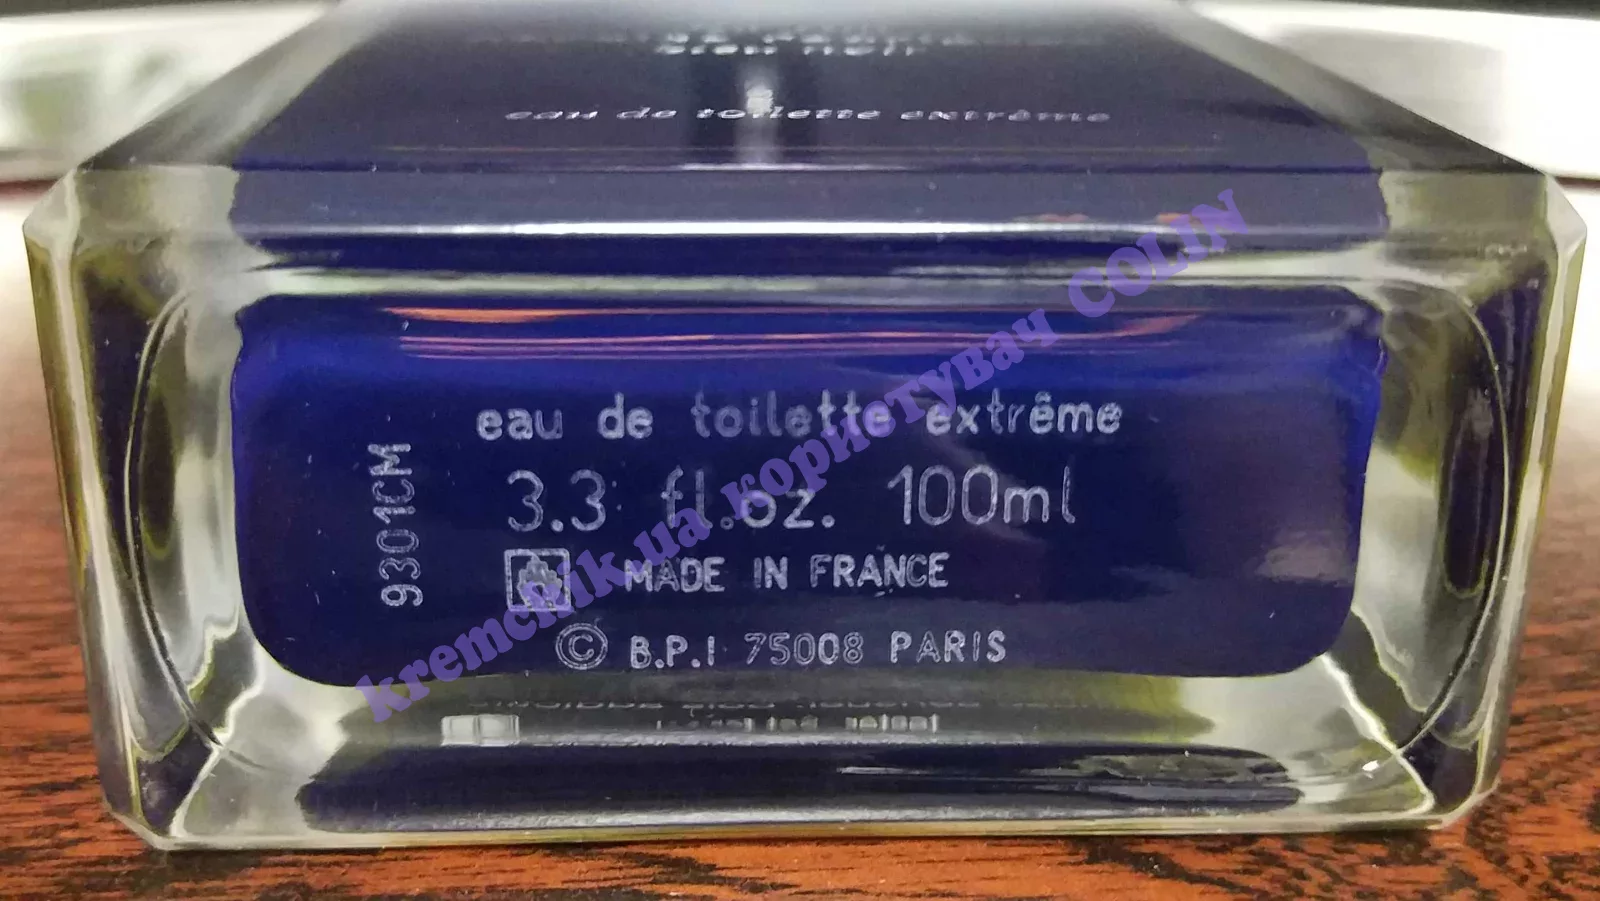 eau de toilette extrême
eau de toilette extrême
3.3 fl.oz. 100ml
MADE IN FRANCE
© B.P.I 75008 PARIS
9301CM
kremchik.ua користувач COLIN